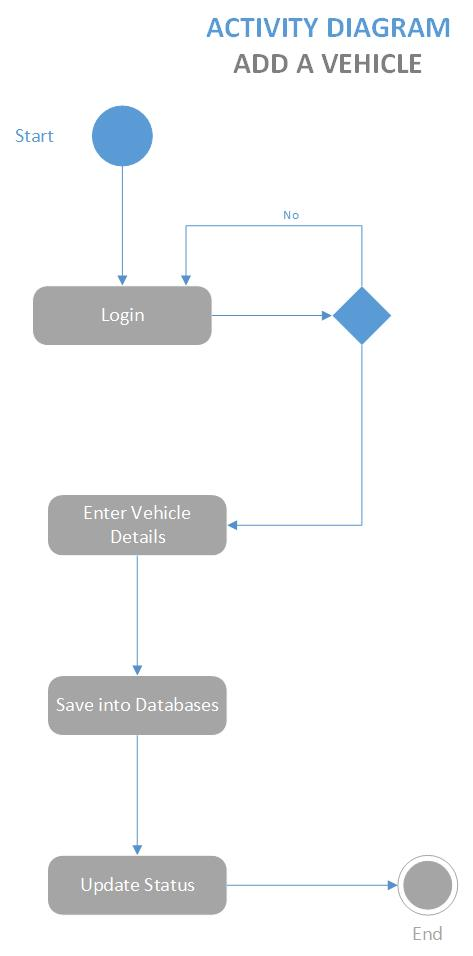 ACTIVITY DIAGRAM
ADD A VEHICLE
Start
No
Login
Enter Vehicle
Details
Save into Databases
Update Status
End